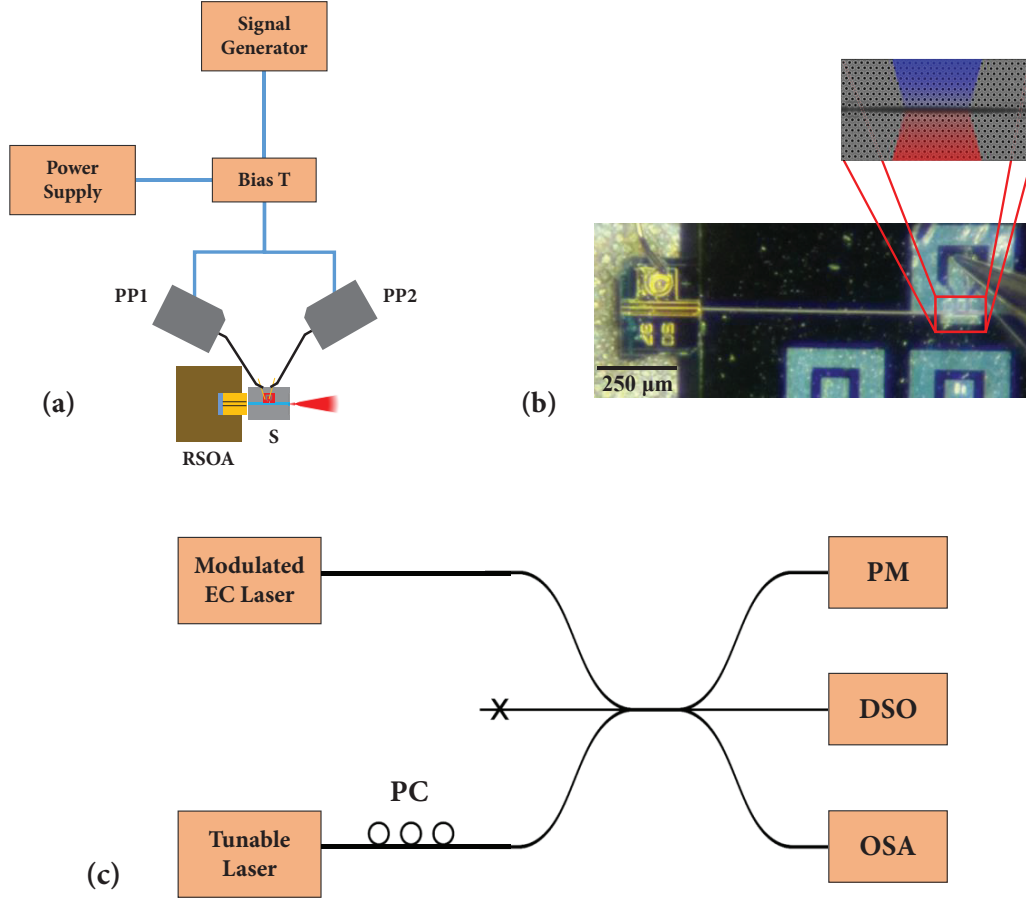 Signal
Generator
Power
Supply
Bias T
PP1
PP2
(a)
S
RSOA
250 μm
(b)
Modulated
EC Laser
PM
X
DSO
PC
Tunable
Laser
OSA
(c)